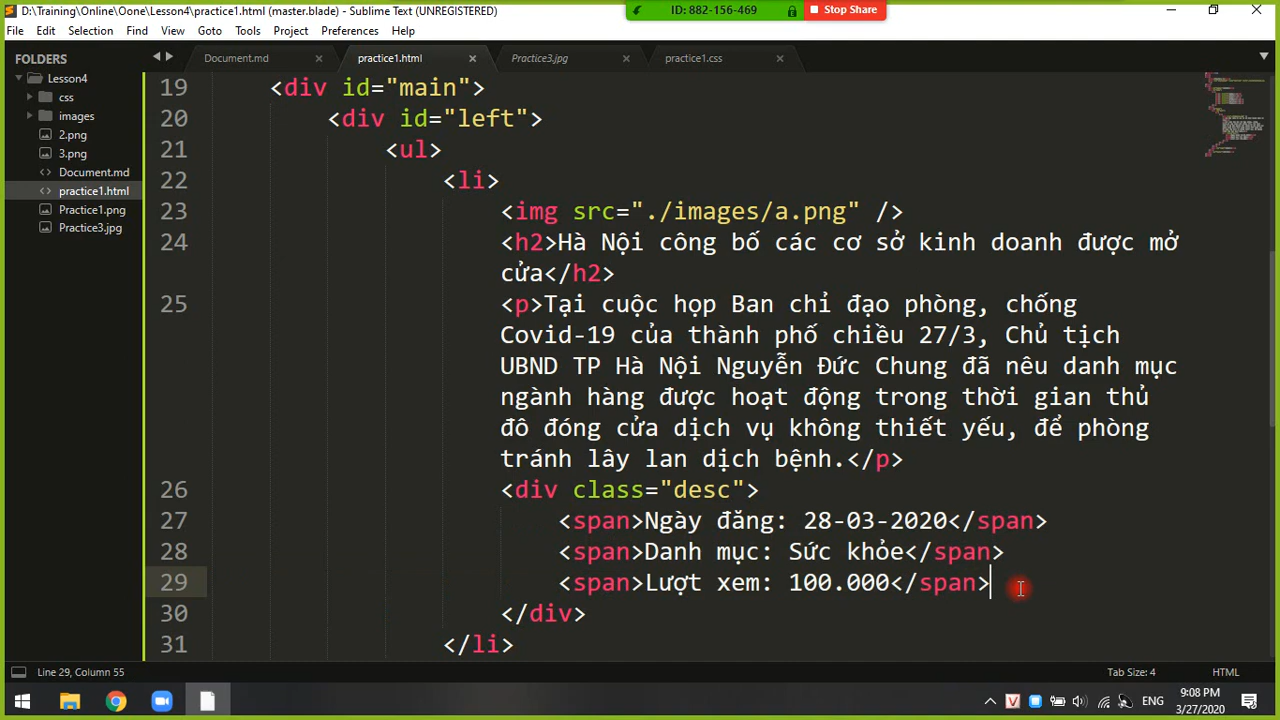 D:\Training\Online\Oone\Lesson4\practice1.html (master.blade) - Sublime Text (UNREGISTERED)
ID: 882-156-469
Stop Share
File Edit Selection Find View Goto Tools Project Preferences Help
FOLDERS
Lesson4
css
images
2.png
3.png
Document.md
practice1.html
Practice1.png
Practice3.jpg
Document.md
practice1.html
Practice3.jpg
practice1.css
19 <div id="main">
20 <div id="left">
21 <ul>
22 <li>
23 <img src="./images/a.png" />
24 <h2>Hà Nội công bố các cơ sở kinh doanh được mở
cửa</h2>
25 <p>Tại cuộc họp Ban chỉ đạo phòng, chống
Covid-19 của thành phố chiều 27/3, Chủ tịch
UBND TP Hà Nội Nguyễn Đức Chung đã nêu danh mục
ngành hàng được hoạt động trong thời gian thủ
đô đóng cửa dịch vụ không thiết yếu, để phòng
tránh lây lan dịch bệnh.</p>
26 <div class="desc">
27 <span>Ngày đăng: 28-03-2020</span>
28 <span>Danh mục: Sức khỏe</span>
29 <span>Lượt xem: 100.000</span>
30 </div>
31 </li>
Line 29, Column 55
Tab Size: 4
HTML
ENG
9:08 PM
3/27/2020